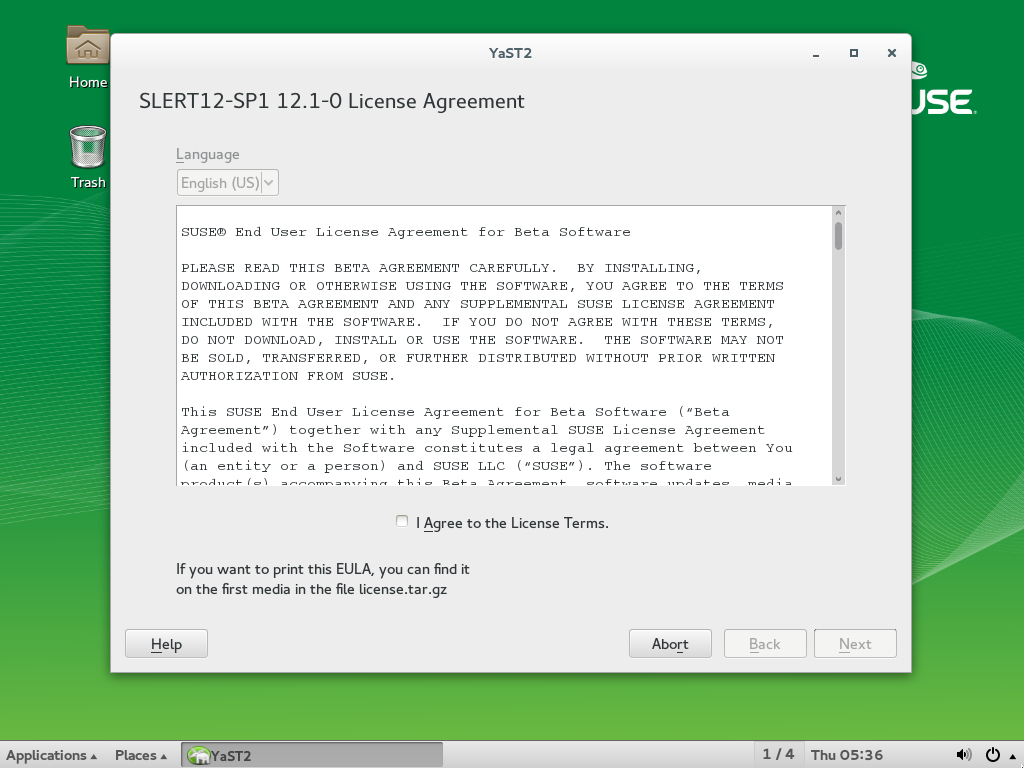 YaST2
Home
SUSE
SLERT12-SP1 12.1-0 License Agreement
Language
Trash
English (US)
SUSE® End User License Agreement for Beta Software
PLEASE READ THIS BETA AGREEMENT CAREFULLY.  BY INSTALLING,
DOWNLOADING OR OTHERWISE USING THE SOFTWARE, YOU AGREE TO THE TERMS
OF THIS BETA AGREEMENT AND ANY SUPPLEMENTAL SUSE LICENSE AGREEMENT
INCLUDED WITH THE SOFTWARE.  IF YOU DO NOT AGREE WITH THESE TERMS,
DO NOT DOWNLOAD, INSTALL OR USE THE SOFTWARE.  THE SOFTWARE MAY NOT
BE SOLD, TRANSFERRED, OR FURTHER DISTRIBUTED WITHOUT PRIOR WRITTEN
AUTHORIZATION FROM SUSE.
This SUSE End User License Agreement for Beta Software (“Beta
Agreement”) together with any Supplemental SUSE License Agreement
included with the Software constitutes a legal agreement between You
(an entity or a person) and SUSE LLC (“SUSE”). The software
product(s) accompanying this Beta Agreement, software updates, media
I Agree to the License Terms.
If you want to print this EULA, you can find it
on the first media in the file license.tar.gz
Help
Abort
Back
Next
Applications
Places
YaST2
1 / 4
Thu 05:36